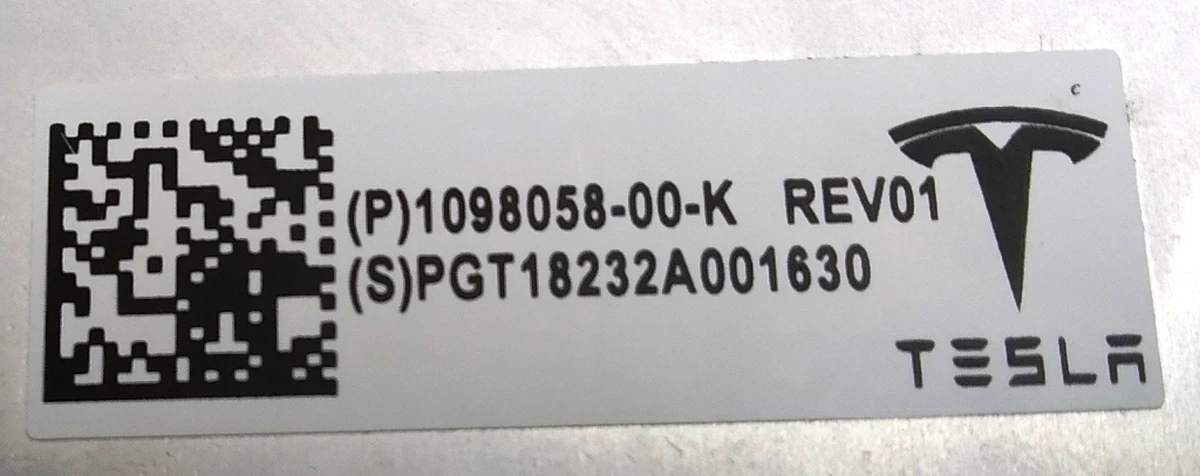 c
(P)1098058-00-K REV01
(S)PGT18232A001630
TESLA